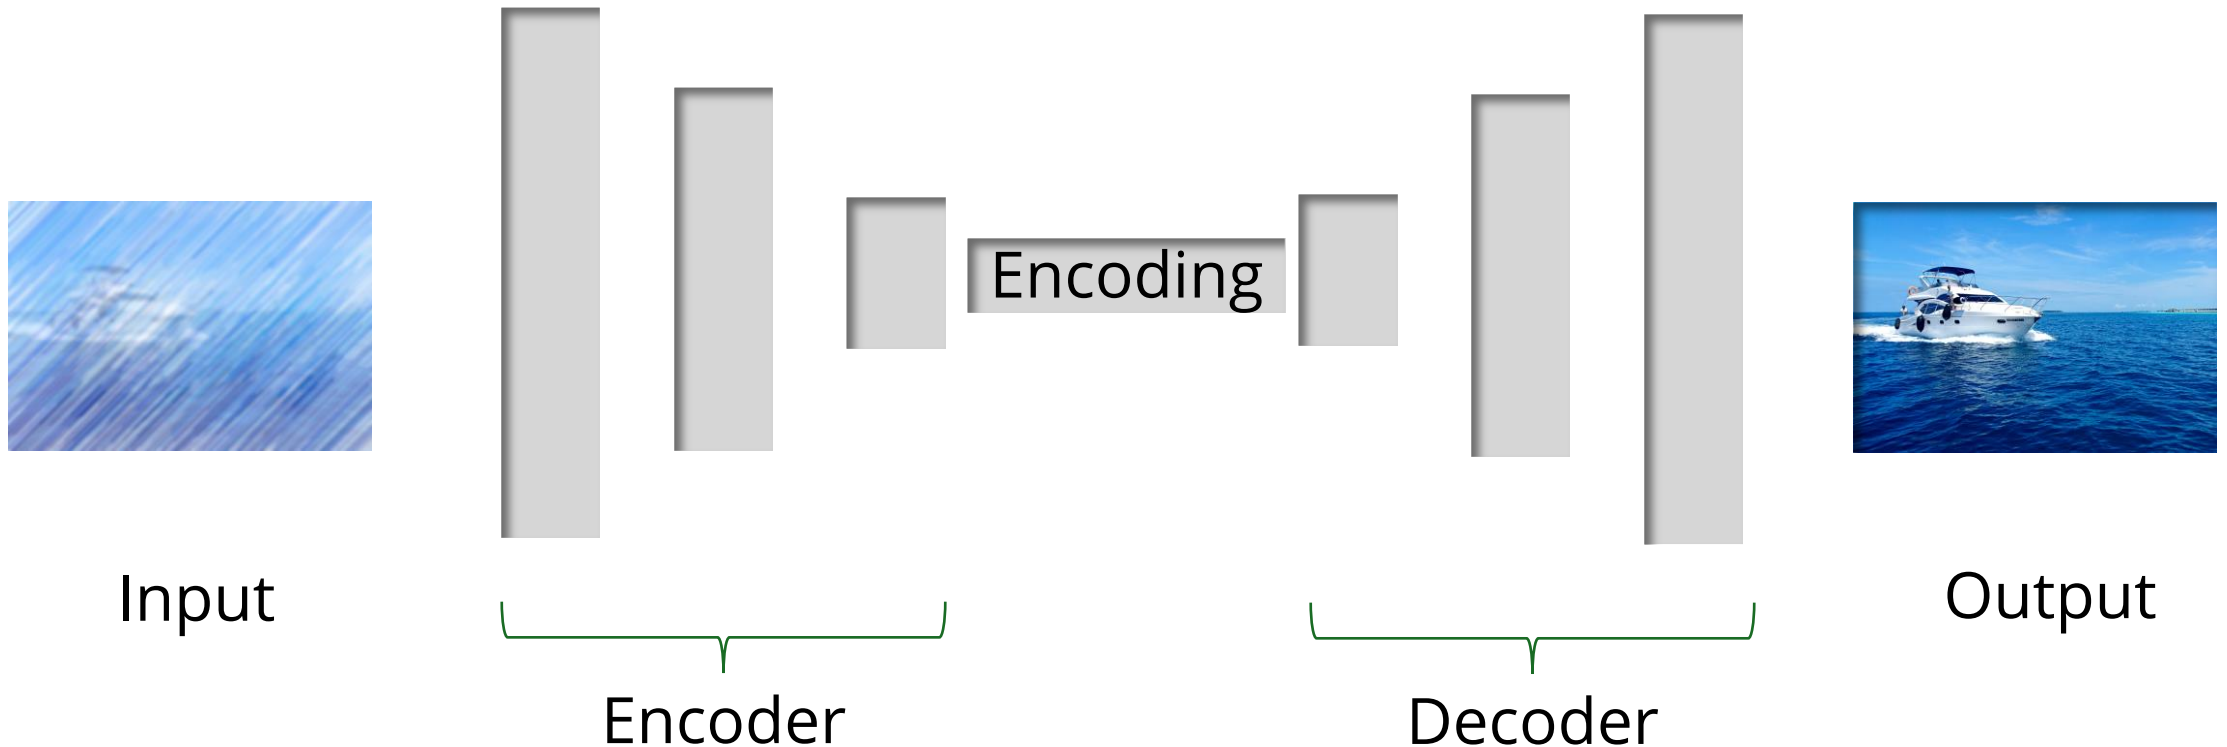 Encoding
Input
Output
Encoder
Decoder